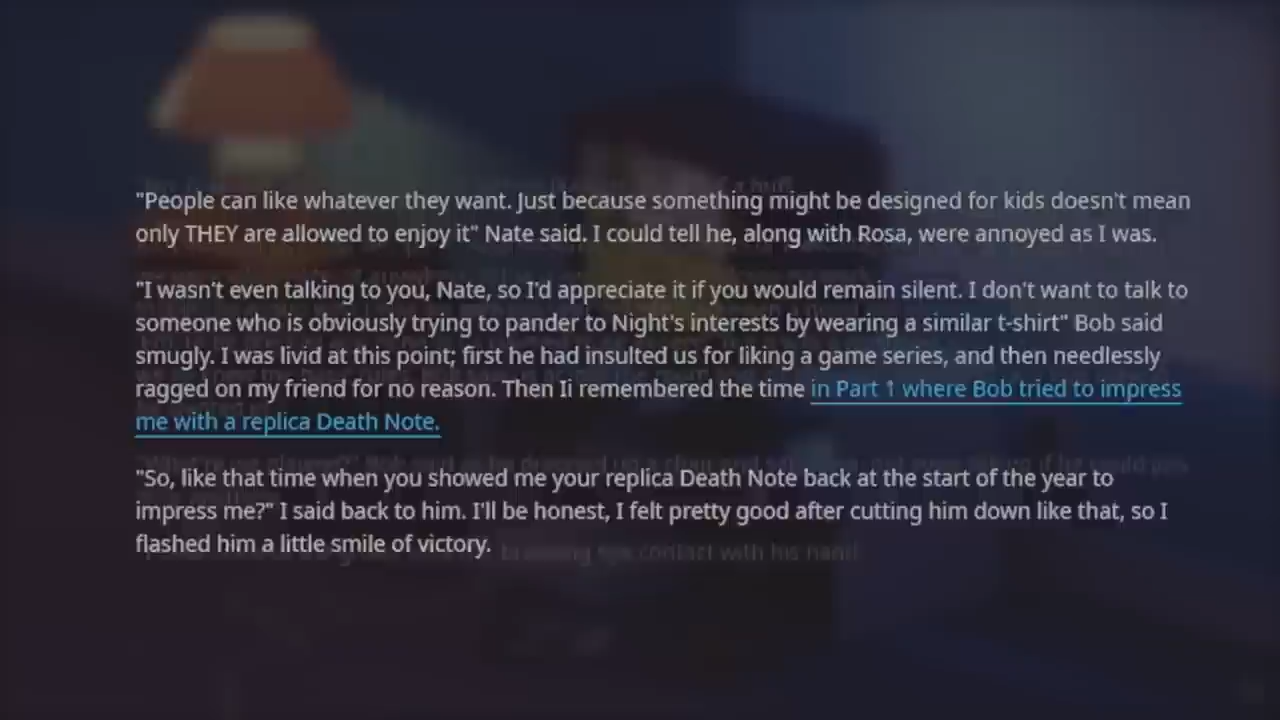 "People can like whatever they want. Just because something might be designed for kids doesn't mean
only THEY are allowed to enjoy it" Nate said. I could tell he, along with Rosa, were annoyed as I was.
"I wasn't even talking to you, Nate, so I'd appreciate it if you would remain silent. I don't want to talk to
someone who is obviously trying to pander to Night's interests by wearing a similar t-shirt" Bob said
smugly. I was livid at this point; first he had insulted us for liking a game series, and then needlessly
ragged on my friend for no reason. Then Ii remembered the time in Part 1 where Bob tried to impress
me with a replica Death Note.
"So, like that time when you showed me your replica Death Note back at the start of the year to
impress me?" I said back to him. I'll be honest, I felt pretty good after cutting him down like that, so I
flashed him a little smile of victory.
eye contact with his hand